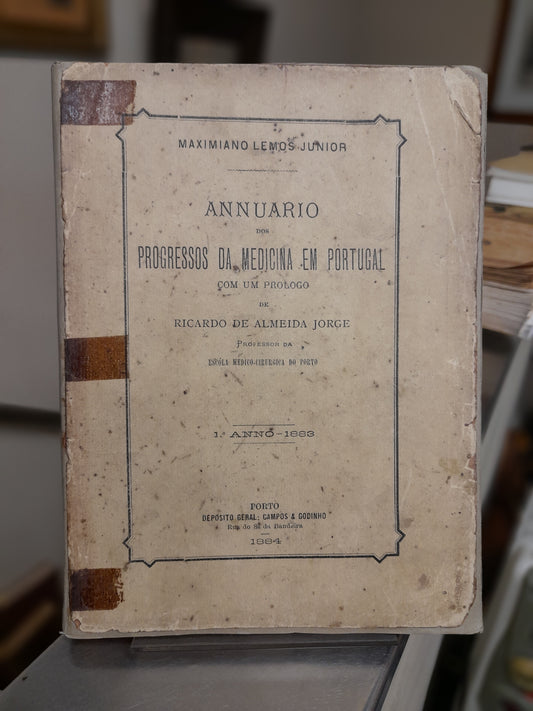 MAXIMIANO LEMOS JUNIOR
ANNUARIO
DOS
PROGRESSOS DA MEDICINA EM PORTUGAL
COM UM PROLOGO
DE
RICARDO DE ALMEIDA JORGE
PROFESSOR DA
ESCÓLA MEDICO-CIRURGICA DO PORTO
1.º ANNO-1883
PORTO
DEPOSITO GERAL: CAMPOS & GODINHO
Rua do Sá da Bandeira
1884